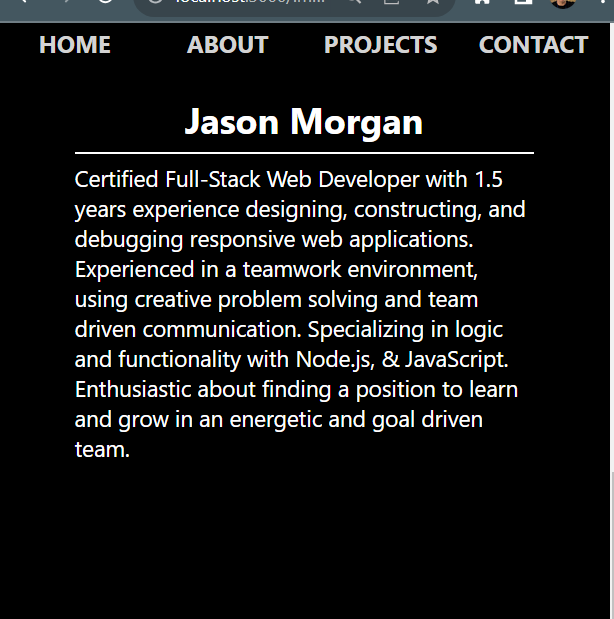 HOME ABOUT PROJECTS CONTACT
Jason Morgan
Certified Full-Stack Web Developer with 1.5
years experience designing, constructing, and
debugging responsive web applications.
Experienced in a teamwork environment,
using creative problem solving and team
driven communication. Specializing in logic
and functionality with Node.js, & JavaScript.
Enthusiastic about finding a position to learn
and grow in an energetic and goal driven
team.